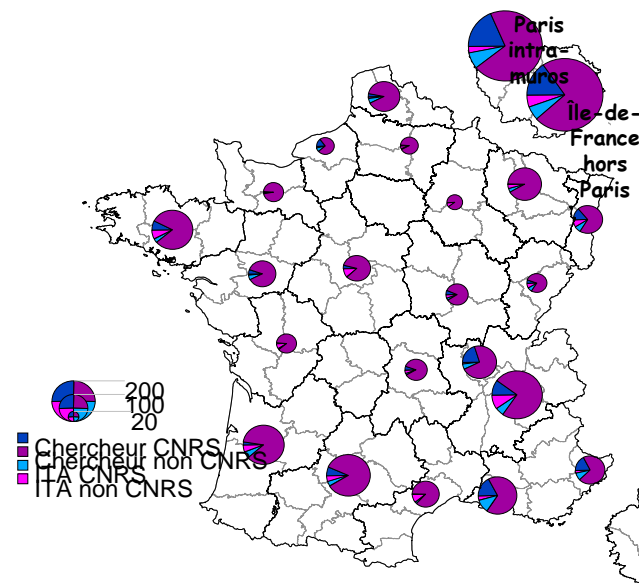 Paris
intra-
muros
Île-de-
France
hors
Paris
200
100
20
Chercheur CNRS
Chercheur non CNRS
ITA CNRS
ITA non CNRS